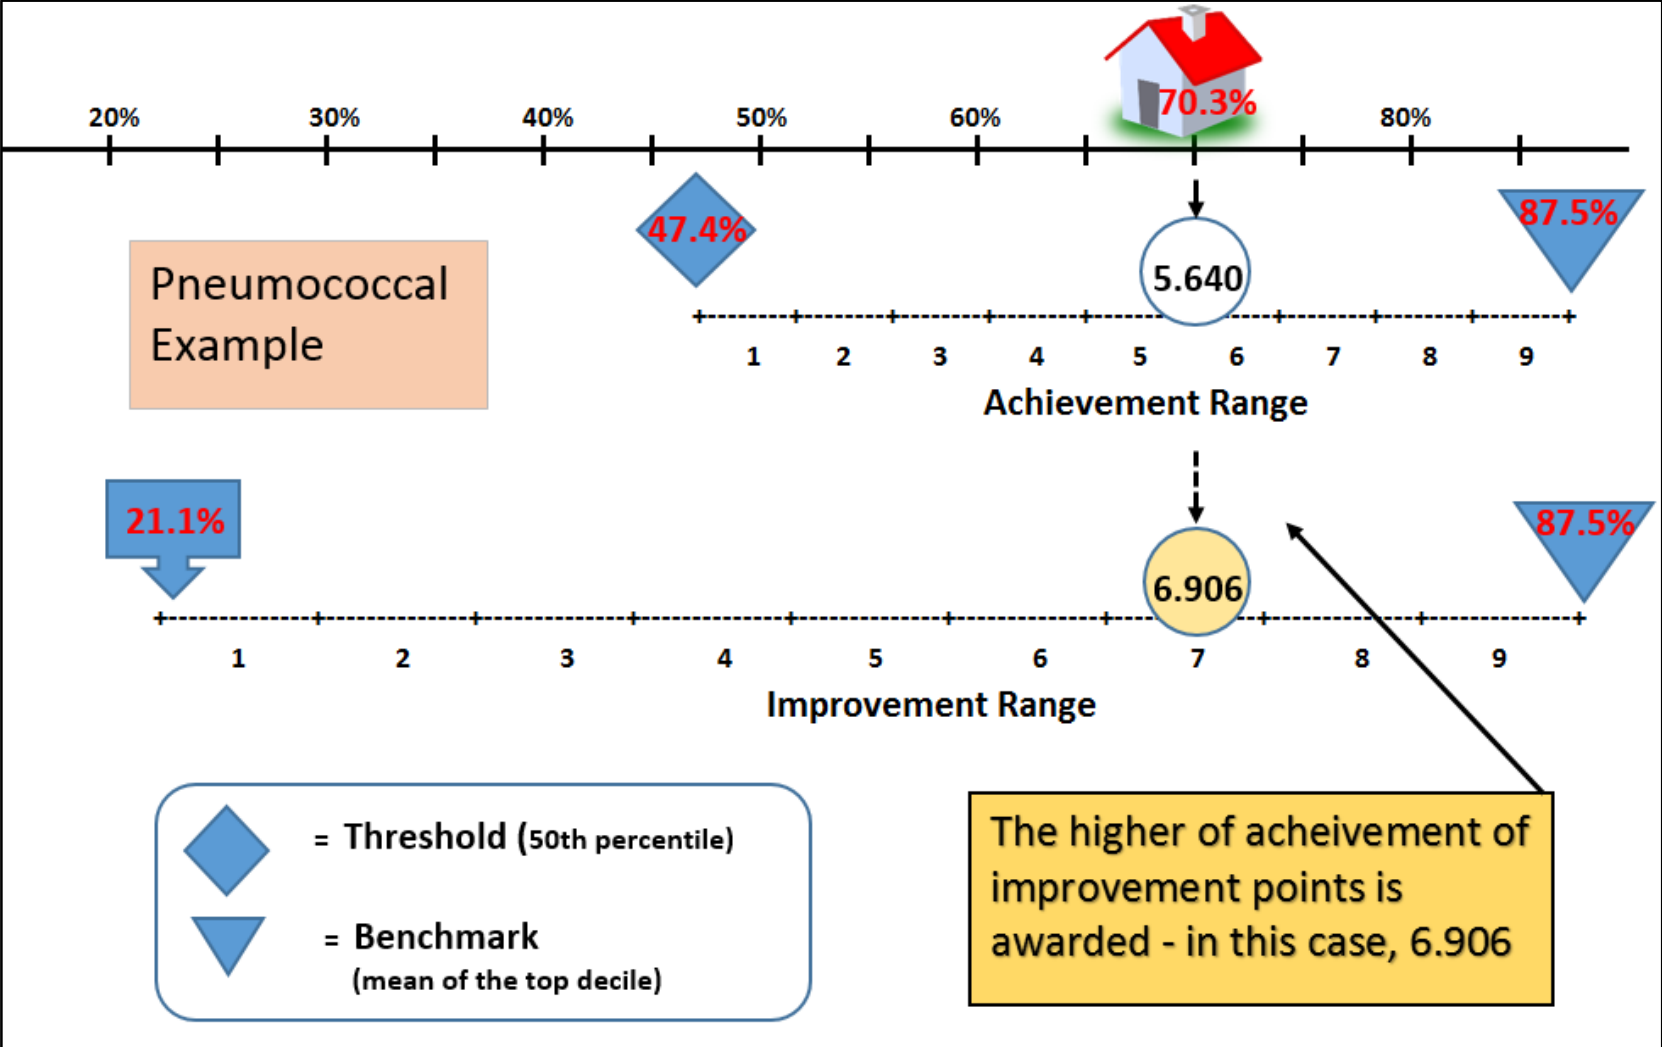 70.3%
20% 30% 40% 50% 60% 80%
47.4%
87.5%
Pneumococcal
Example
5.640
+---------+---------+---------+---------+--------- -----+---------+---------+---------+
1 2 3 4 5 6 7 8 9
Achievement Range
21.1%
87.5%
6.906
1 2 3 4 5 6 7 8 9
Improvement Range
= Threshold (50th percentile)
= Benchmark
(mean of the top decile)
The higher of acheivement of
improvement points is
awarded - in this case, 6.906